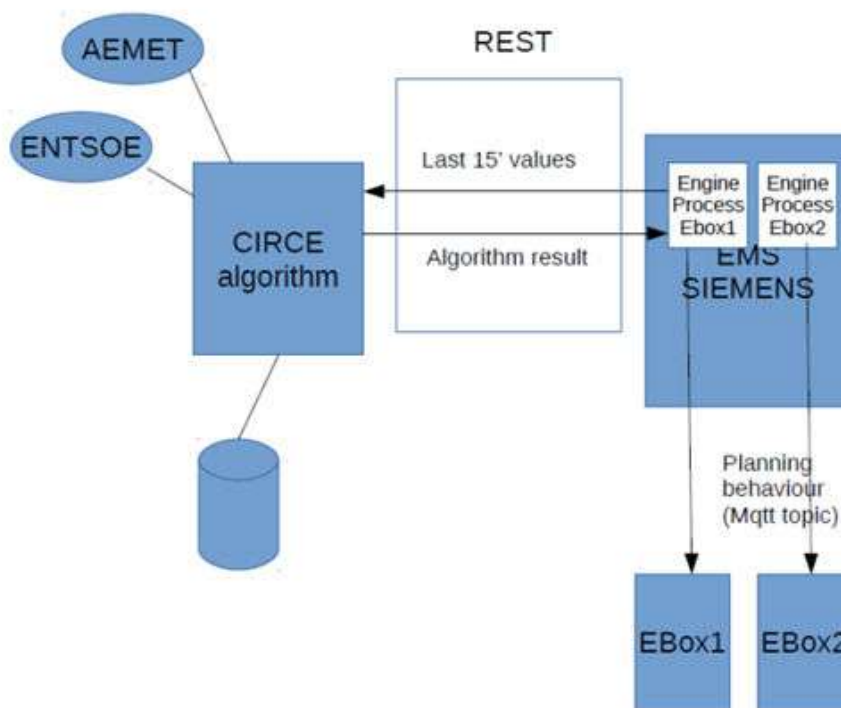 AEMET
REST
ENTSOE
Last 15' values
Engine
Process
Ebox1
Engine
Process
Ebox2
CIRCE
algorithm
Algorithm result
EMS
SIEMENS
Planning
behaviour
(Mqtt topic)
EBox1
EBox2